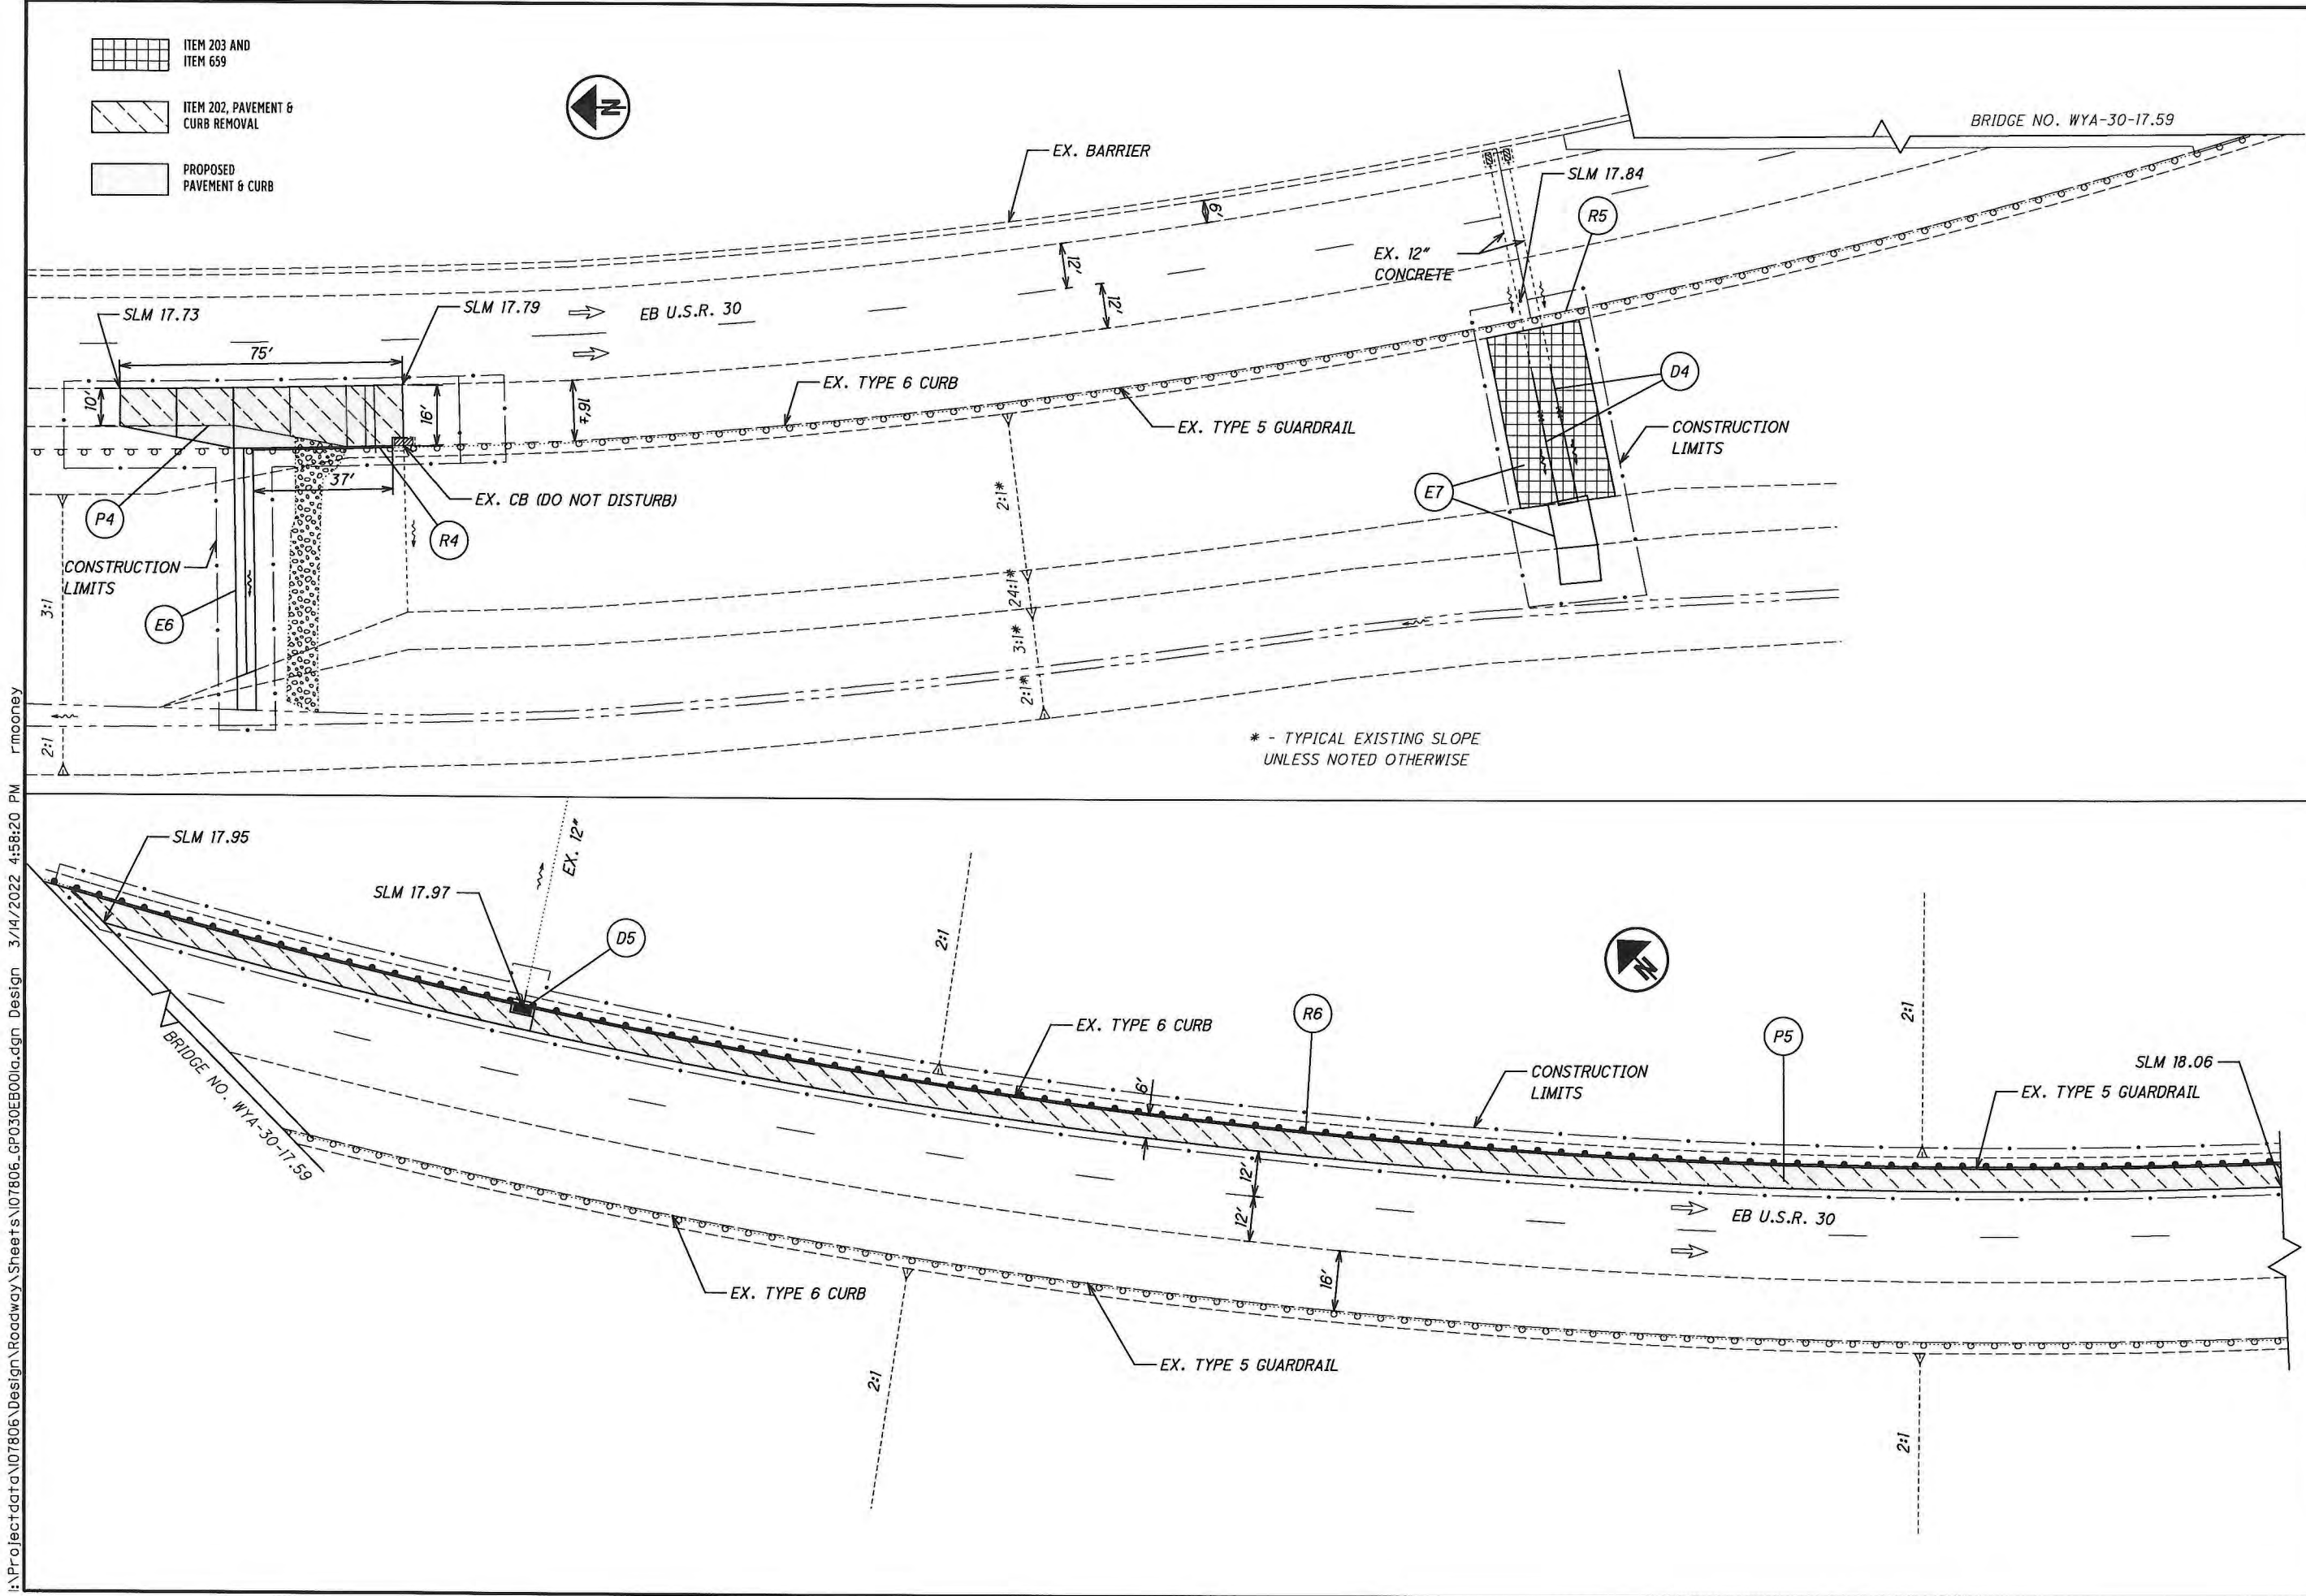 ITEM 203 AND
ITEM 659
ITEM 202, PAVEMENT &
CURB REMOVAL
PROPOSED
PAVEMENT & CURB
N
BRIDGE NO. WYA-30-17.59
EX. BARRIER
SLM 17.84
R5
6'
EX. 12"
CONCRETE
12'
12'
SLM 17.73
SLM 17.79
EB U.S.R. 30
75'
10'
16'
16'±
EX. TYPE 6 CURB
D4
EX. TYPE 5 GUARDRAIL
CONSTRUCTION
LIMITS
37'
EX. CB (DO NOT DISTURB)
2:1*
E7
P4
R4
CONSTRUCTION
LIMITS
3:1
24:1*
E6
3:1*
2:1*
2:1
* - TYPICAL EXISTING SLOPE
UNLESS NOTED OTHERWISE
SLM 17.95
EX. 12"
SLM 17.97
D5
2:1
N
2:1
R6
EX. TYPE 6 CURB
P5
CONSTRUCTION
LIMITS
SLM 18.06
EX. TYPE 5 GUARDRAIL
6'
BRIDGE NO. WYA-30-17.59
12'
12'
EB U.S.R. 30
16'
EX. TYPE 6 CURB
EX. TYPE 5 GUARDRAIL
2:1
2:1
I:\Projectdata\107806\Design\Roadway\Sheets\107806_GP030EB001a.dgn Design 3/14/2022 4:58:20 PM rmooney